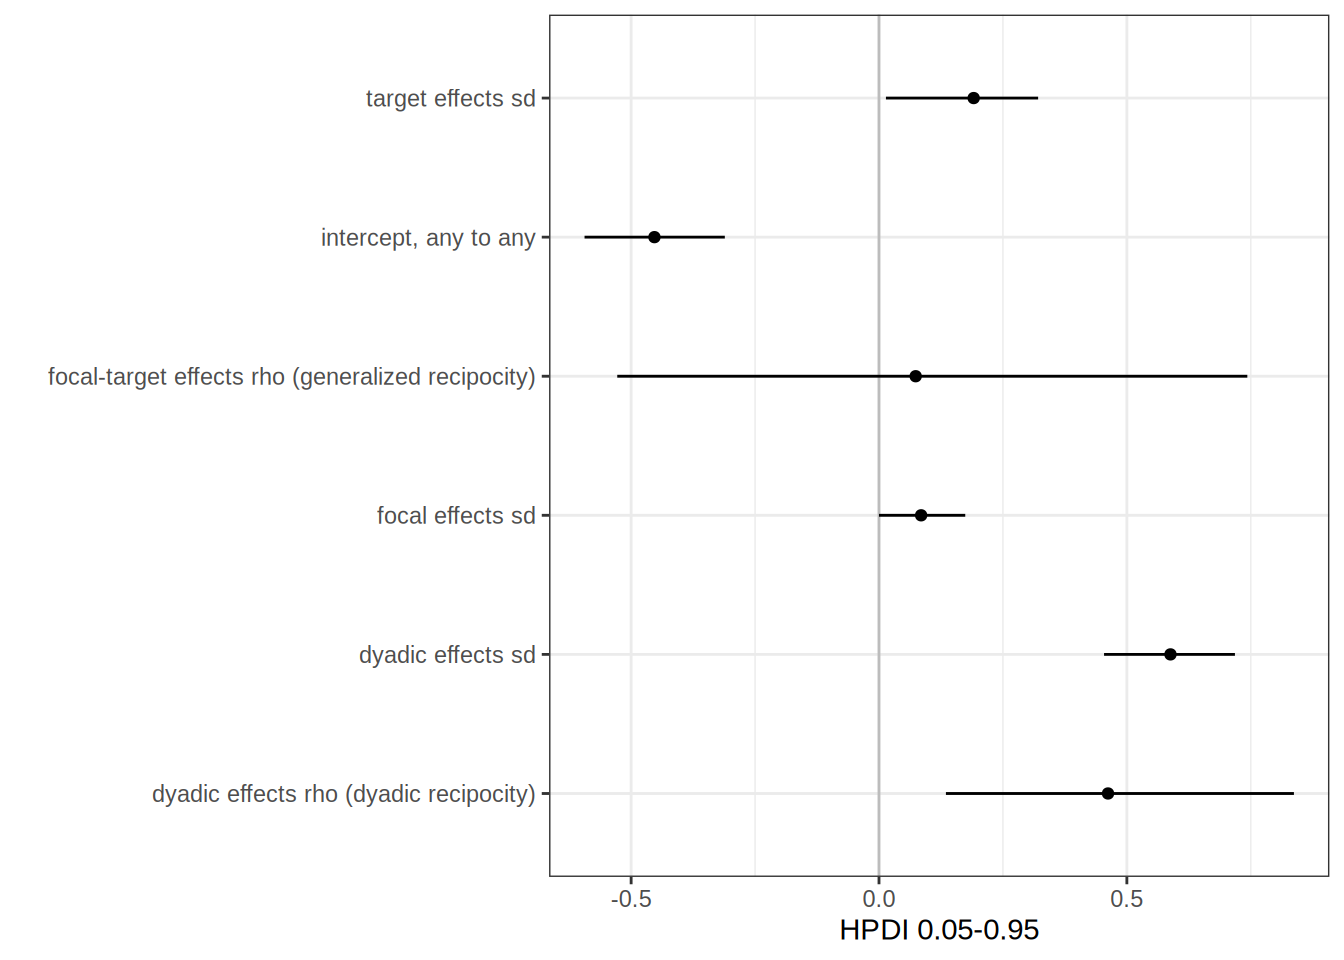 target effects sd
intercept, any to any
focal-target effects rho (generalized recipocity)
focal effects sd
dyadic effects sd
dyadic effects rho (dyadic recipocity)
-0.5 0.0 0.5
HPDI 0.05-0.95